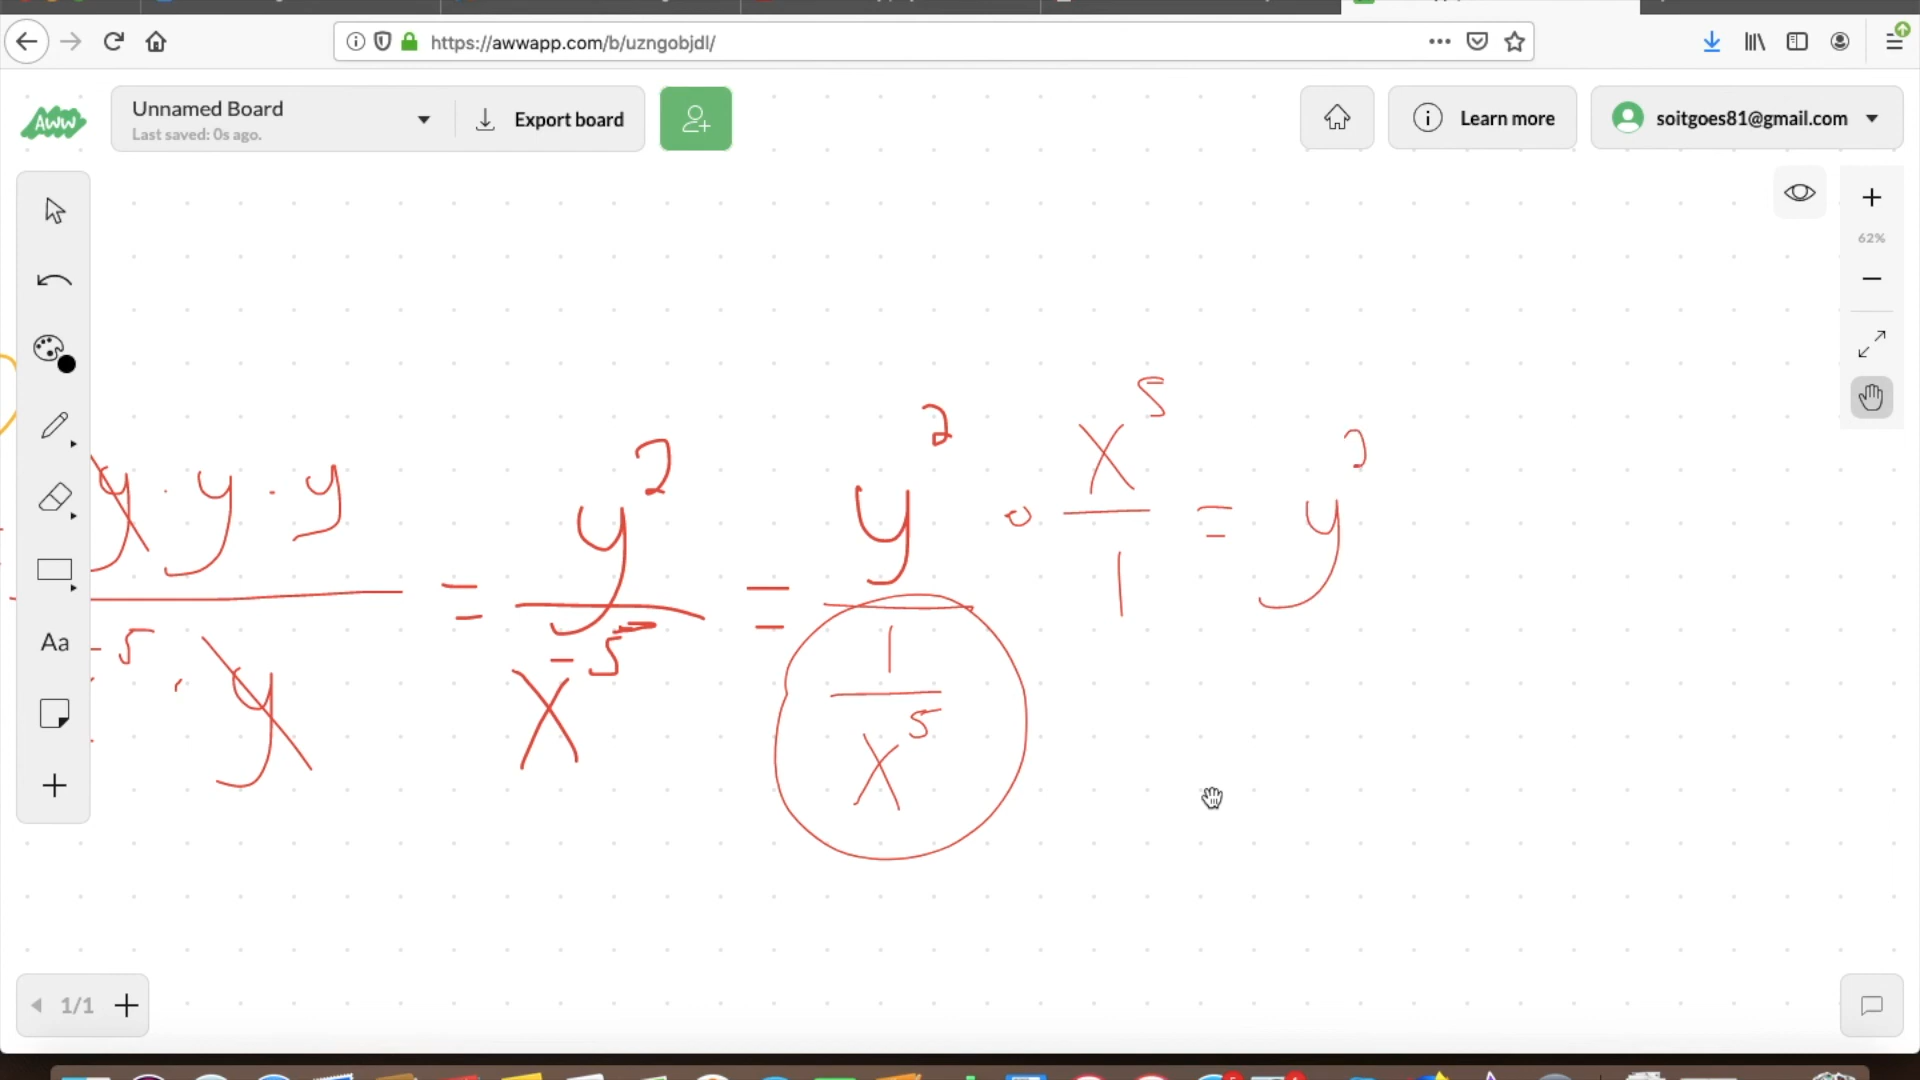 https://awwapp.com/b/uzngobjdl/
AWW
Unnamed Board
Last saved: 0s ago.
Export board
Learn more
soitgoes81@gmail.com
62%
y · y · y = y² = y² ∘ x⁵ = y²
-5 · y x⁻⁵ 1 1
x⁵
Aa
1/1